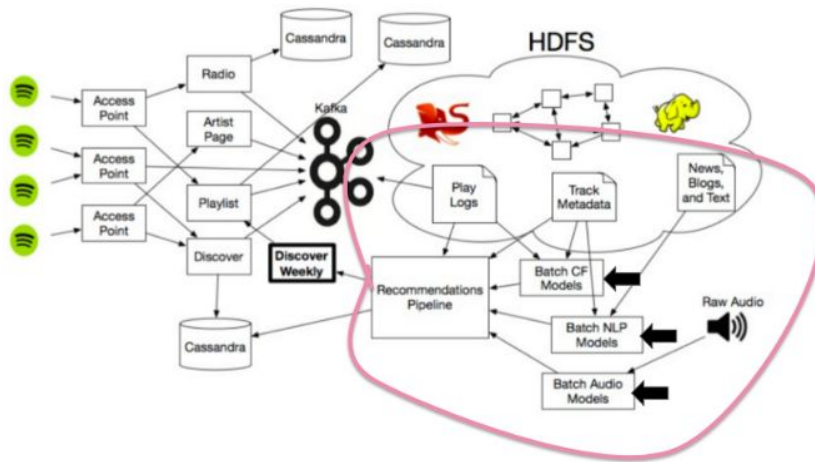 Cassandra
Cassandra
HDFS
Radio
Kafka
Access
Point
Artist
Page
Access
Point
Access
Point
Playlist
Discover
Discover
Weekly
Cassandra
Play
Logs
Track
Metadata
News,
Blogs,
and Text
Recommendations
Pipeline
Batch CF
Models
Batch NLP
Models
Batch Audio
Models
Raw Audio